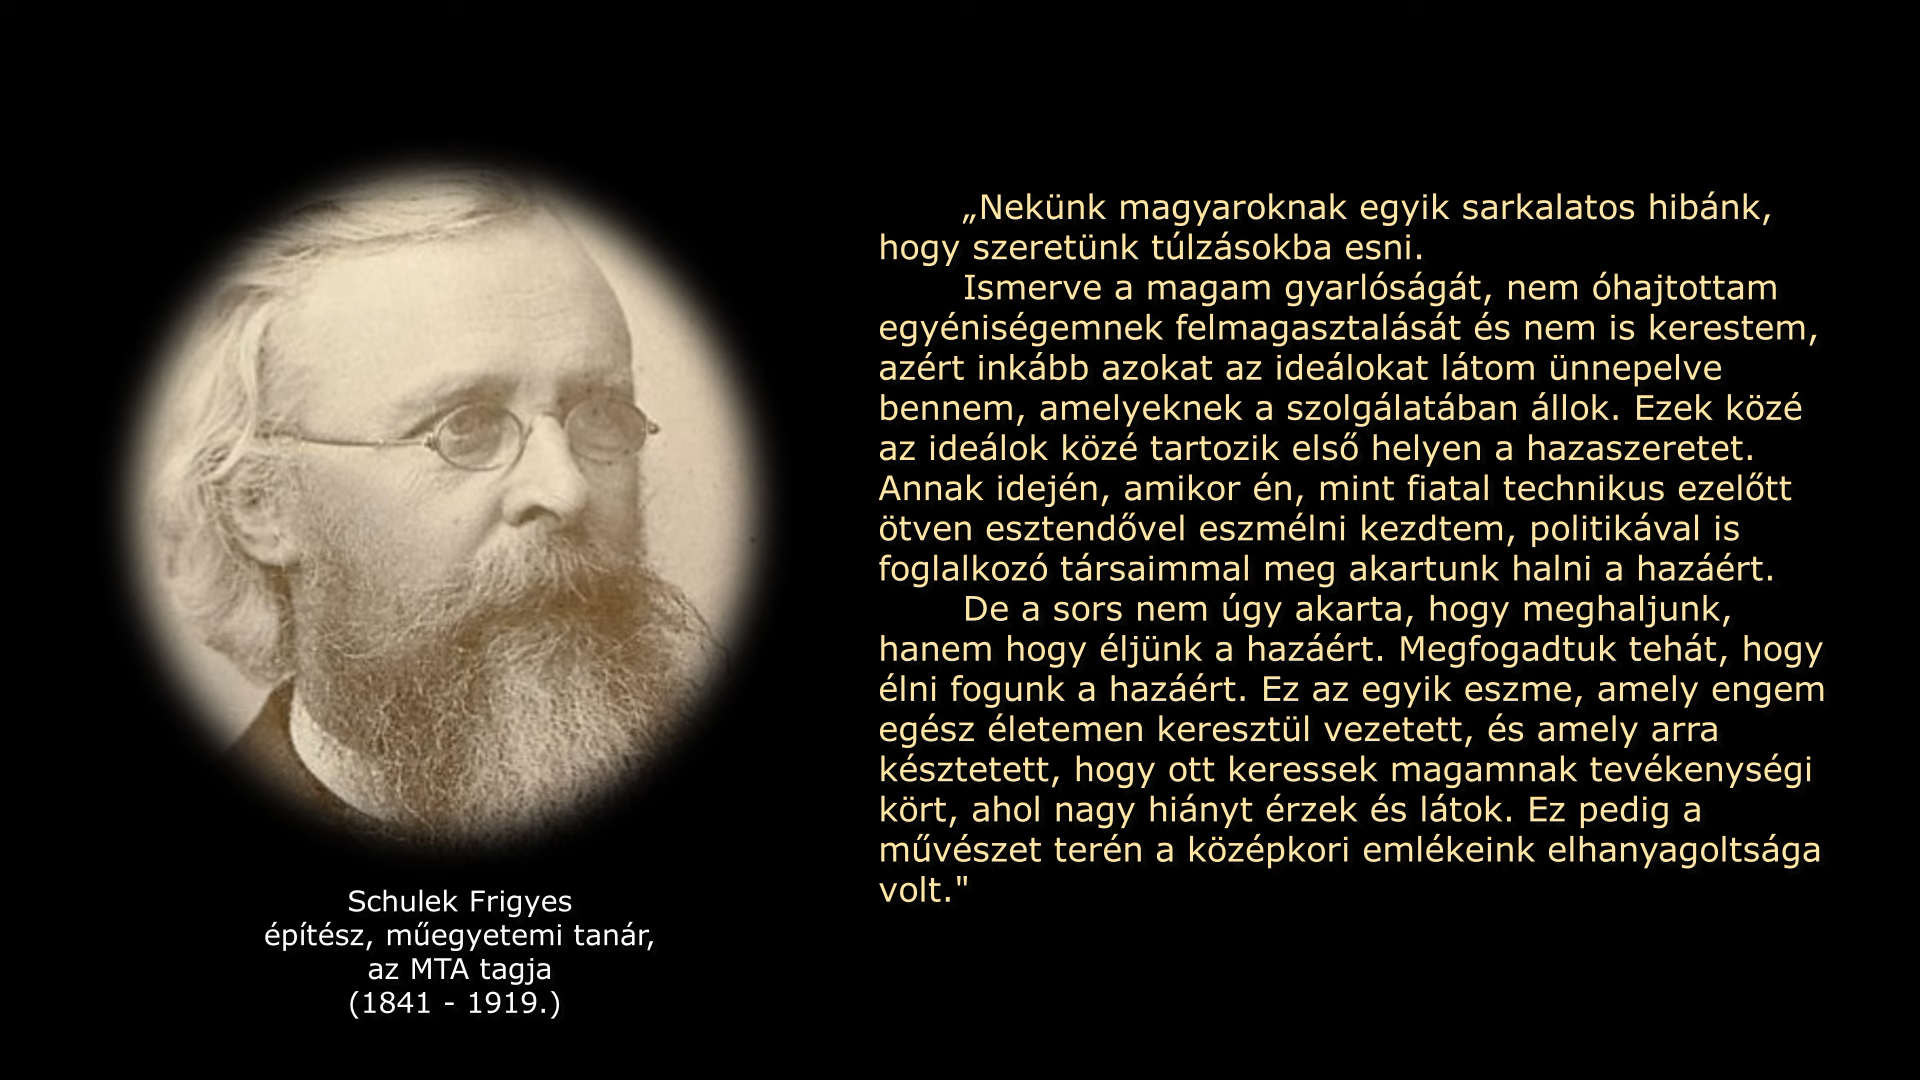 „Nekünk magyaroknak egyik sarkalatos hibánk,
hogy szeretünk túlzásokba esni.
Ismerve a magam gyarlóságát, nem óhajtottam
egyéniségemnek felmagasztalását és nem is kerestem,
azért inkább azokat az ideálokat látom ünnepelve
bennem, amelyeknek a szolgálatában állok. Ezek közé
az ideálok közé tartozik első helyen a hazaszeretet.
Annak idején, amikor én, mint fiatal technikus ezelőtt
ötven esztendővel eszmélni kezdtem, politikával is
foglalkozó társaimmal meg akartunk halni a hazáért.
De a sors nem úgy akarta, hogy meghaljunk,
hanem hogy éljünk a hazáért. Megfogadtuk tehát, hogy
élni fogunk a hazáért. Ez az egyik eszme, amely engem
egész életemen keresztül vezetett, és amely arra
késztetett, hogy ott keressek magamnak tevékenységi
kört, ahol nagy hiányt érzek és látok. Ez pedig a
művészet terén a középkori emlékeink elhanyagoltsága
volt."
Schulek Frigyes
építész, műegyetemi tanár,
az MTA tagja
(1841 - 1919.)